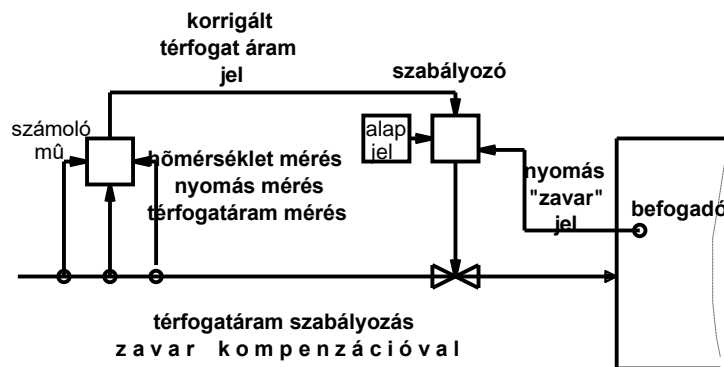 korrigált
térfogat áram
jel
szabályozó
számoló
mû
alap
jel
hõmérséklet mérés
nyomás mérés
térfogatáram mérés
nyomás
"zavar"
jel
befogadó
térfogatáram szabályozás
zavar kompenzációval